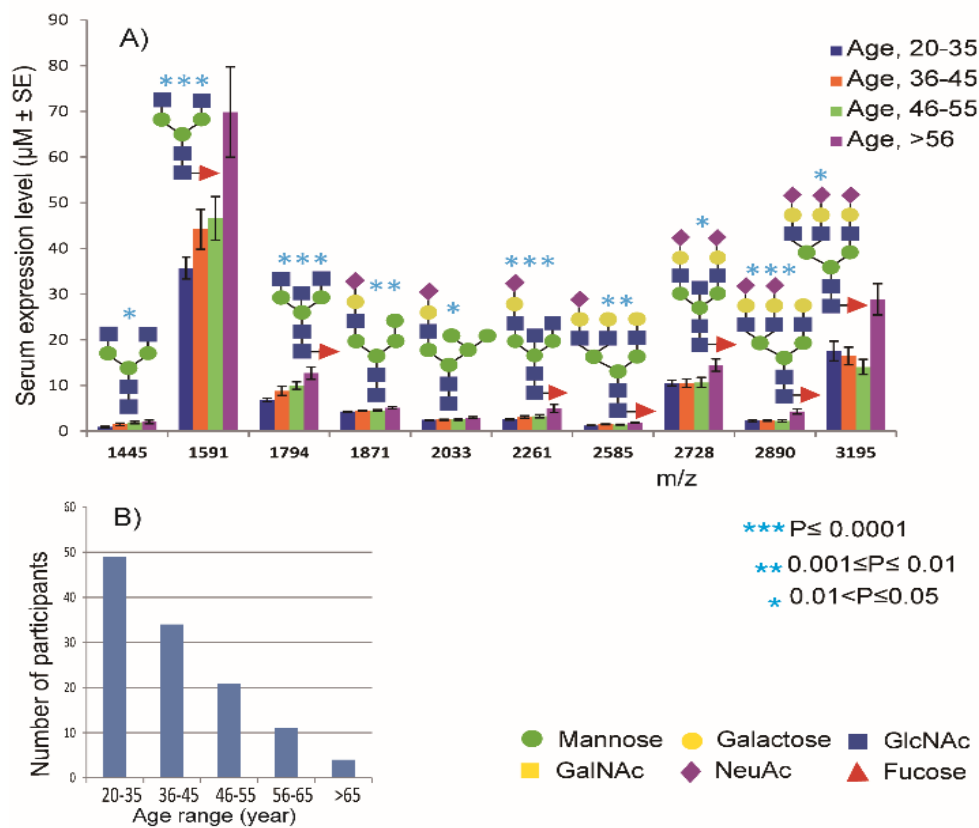 A)
Serum expression level (µM ± SE)
90
80
70
60
50
40
30
20
10
0
Age, 20-35
Age, 36-45
Age, 46-55
Age, >56
***
*
***
**
*
***
**
*
***
*
1445 1591 1794 1871 2033 2261 2585 2728 2890 3195
m/z
B)
Number of participants
60
50
40
30
20
10
0
20-35 36-45 46-55 56-65 >65
Age range (year)
*** P≤ 0.0001
** 0.001≤P≤ 0.01
* 0.01<P≤0.05
Mannose Galactose GlcNAc
GalNAc NeuAc Fucose